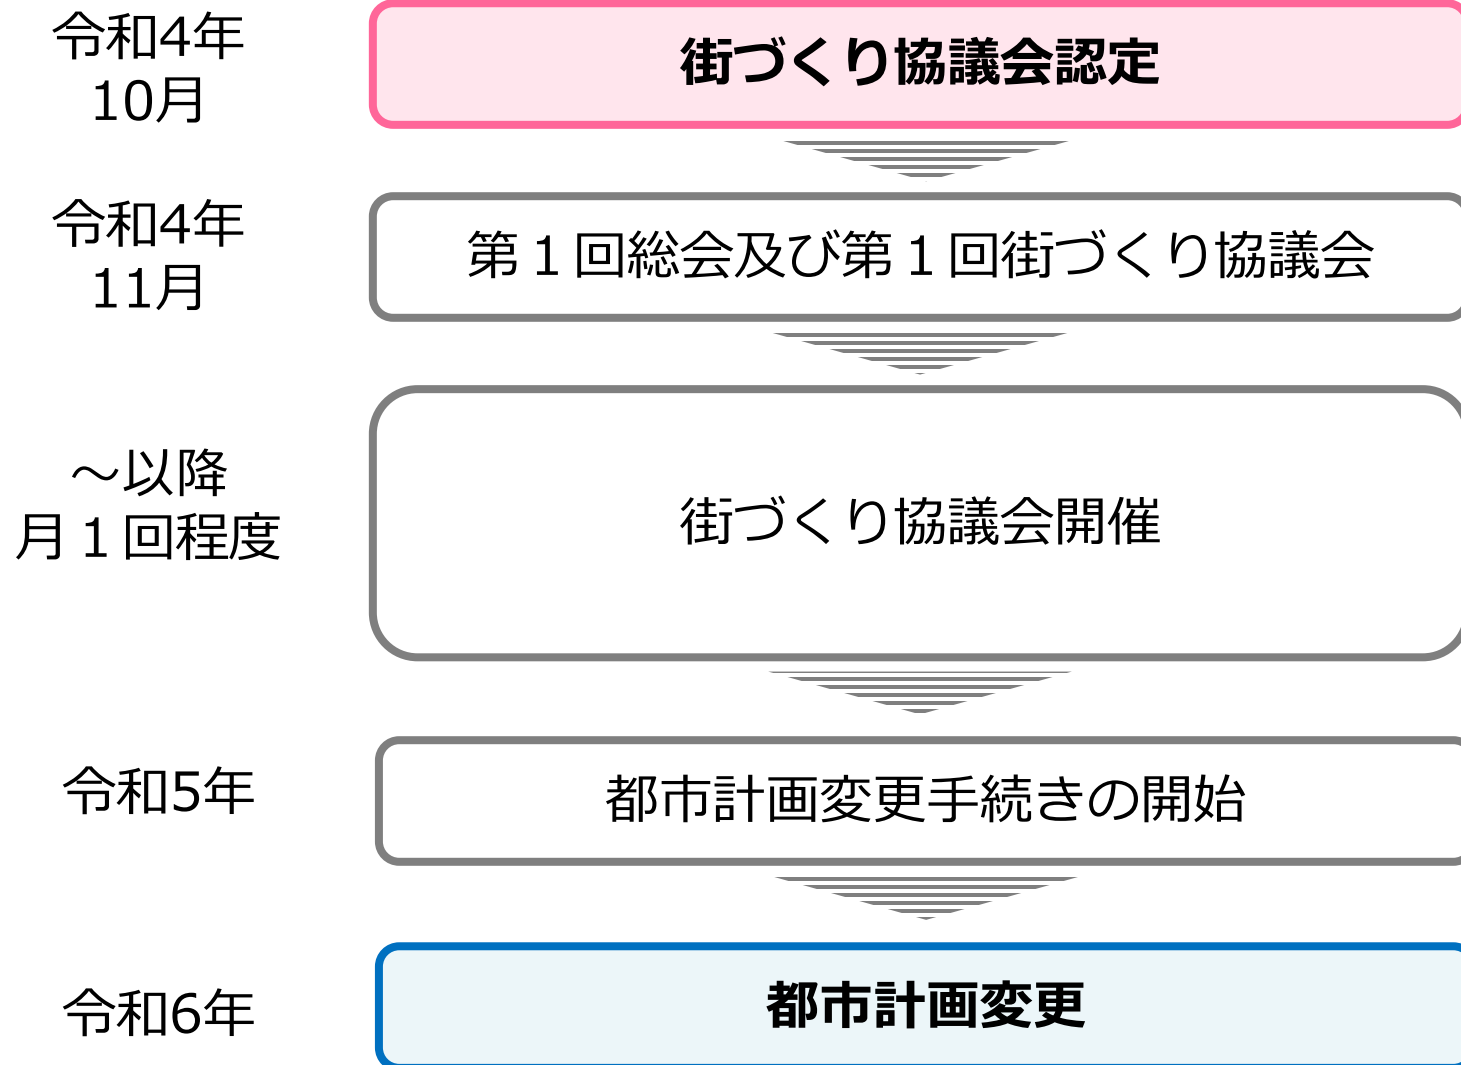 令和4年
10月
街づくり協議会認定
令和4年
11月
第１回総会及び第１回街づくり協議会
～以降
月１回程度
街づくり協議会開催
令和5年
都市計画変更手続きの開始
令和6年
都市計画変更